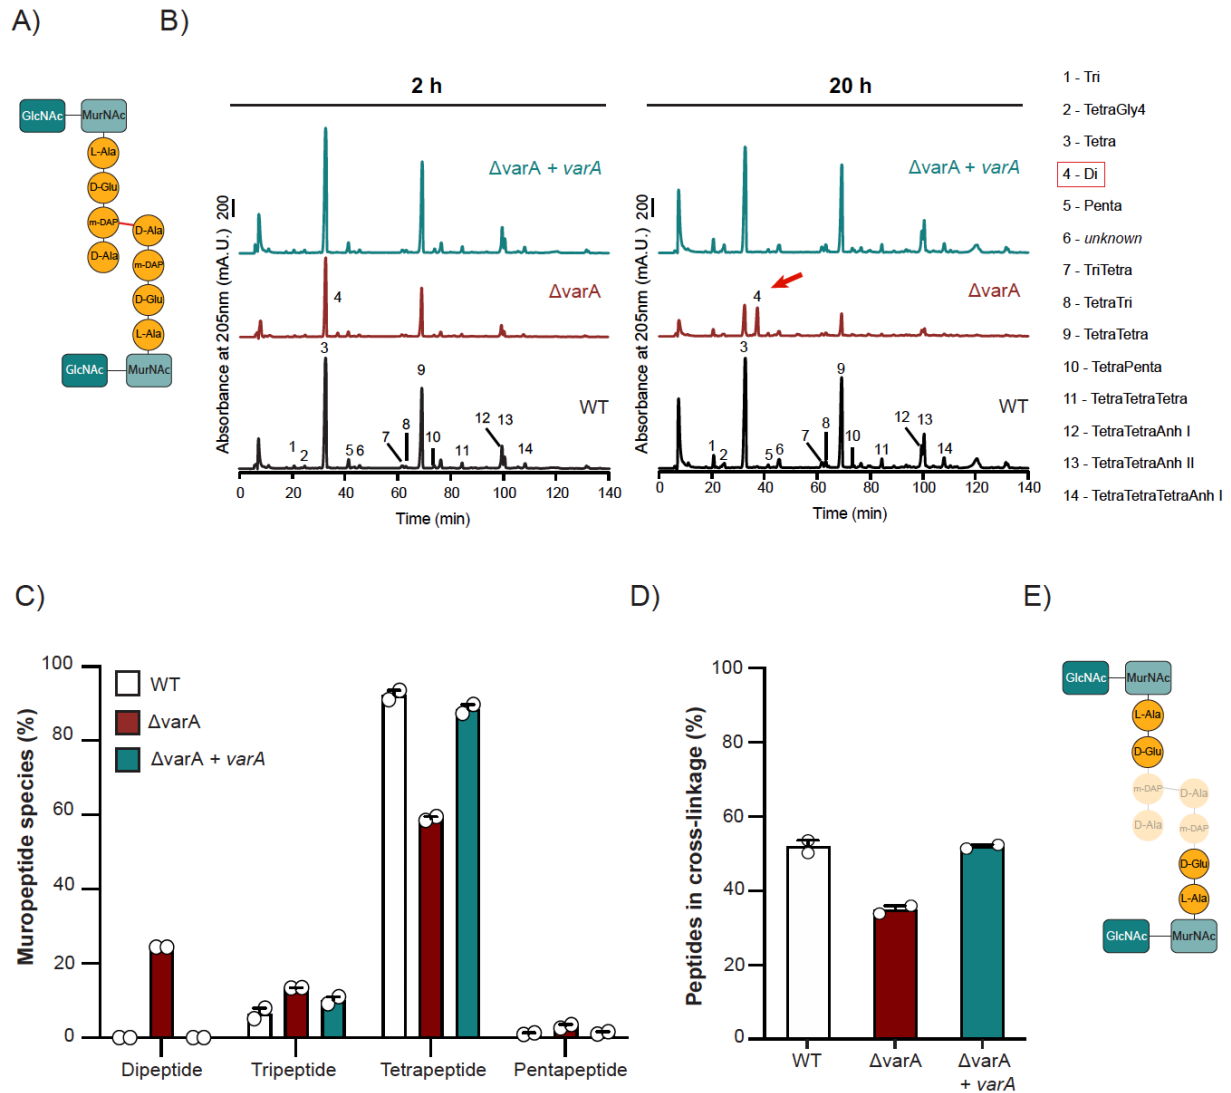 A)
B)
2 h
20 h
GlcNAc
MurNAc
L-Ala
D-Glu
m-DAP
D-Ala
D-Ala
m-DAP
D-Glu
L-Ala
GlcNAc
MurNAc
Absorbance at 205nm (mA.U.)
200
ΔvarA + varA
ΔvarA
WT
4
3
9
1
2
5
6
7
8
10
11
12
13
14
0
20
40
60
80
100
120
140
Time (min)
Absorbance at 205nm (mA.U.)
200
ΔvarA + varA
ΔvarA
WT
4
3
9
1
2
5
6
7
8
10
11
12
13
14
0
20
40
60
80
100
120
140
Time (min)
1 - Tri
2 - TetraGly4
3 - Tetra
4 - Di
5 - Penta
6 - unknown
7 - TriTetra
8 - TetraTri
9 - TetraTetra
10 - TetraPenta
11 - TetraTetraTetra
12 - TetraTetraAnh I
13 - TetraTetraAnh II
14 - TetraTetraTetraAnh I
C)
Muropeptide species (%)
100
80
60
40
20
0
WT
ΔvarA
ΔvarA + varA
Dipeptide
Tripeptide
Tetrapeptide
Pentapeptide
D)
Peptides in cross-linkage (%)
100
80
60
40
20
0
WT
ΔvarA
ΔvarA
+ varA
E)
GlcNAc
MurNAc
L-Ala
D-Glu
m-DAP
D-Ala
D-Ala
m-DAP
D-Glu
L-Ala
GlcNAc
MurNAc